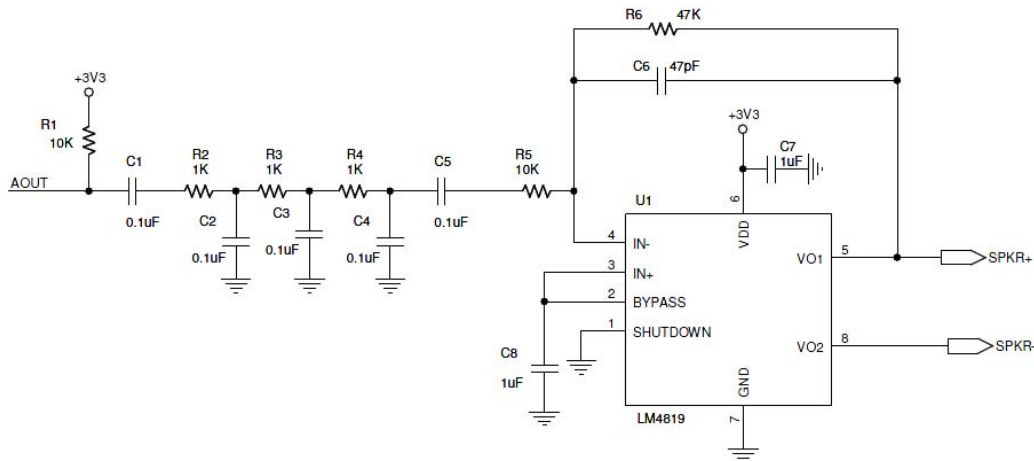 R6 47K
C6 47pF
+3V3
R1
10K
+3V3
C7
1uF
AOUT
C1
0.1uF
R2
1K
C2
0.1uF
R3
1K
C3
0.1uF
R4
1K
C4
0.1uF
C5
0.1uF
R5
10K
U1
6
VDD
4 IN-
3 IN+
2 BYPASS
1 SHUTDOWN
VO1 5
SPKR+
VO2 8
SPKR-
C8
1uF
GND
7
LM4819